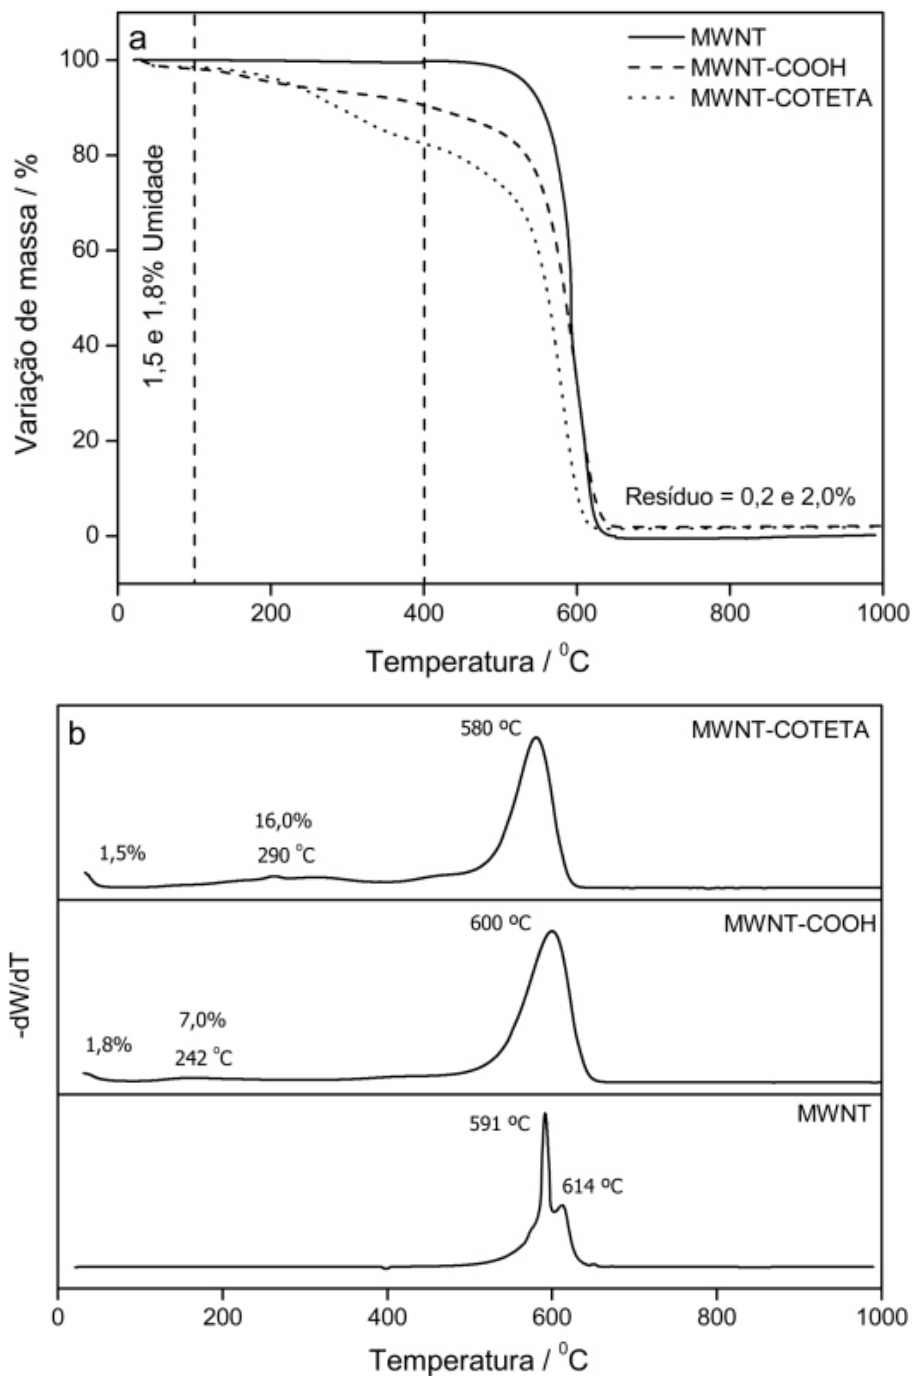 a
MWNT
MWNT-COOH
MWNT-COTETA
100
80
60
40
20
0
Variação de massa / %
1,5 e 1,8% Umidade
Resíduo = 0,2 e 2,0%
0 200 400 600 800 1000
Temperatura / ⁰C
b
580 ºC
MWNT-COTETA
16,0%
1,5%
290 °C
600 ºC
MWNT-COOH
-dW/dT
7,0%
1,8%
242 °C
MWNT
591 ºC
614 ºC
0 200 400 600 800 1000
Temperatura / ⁰C